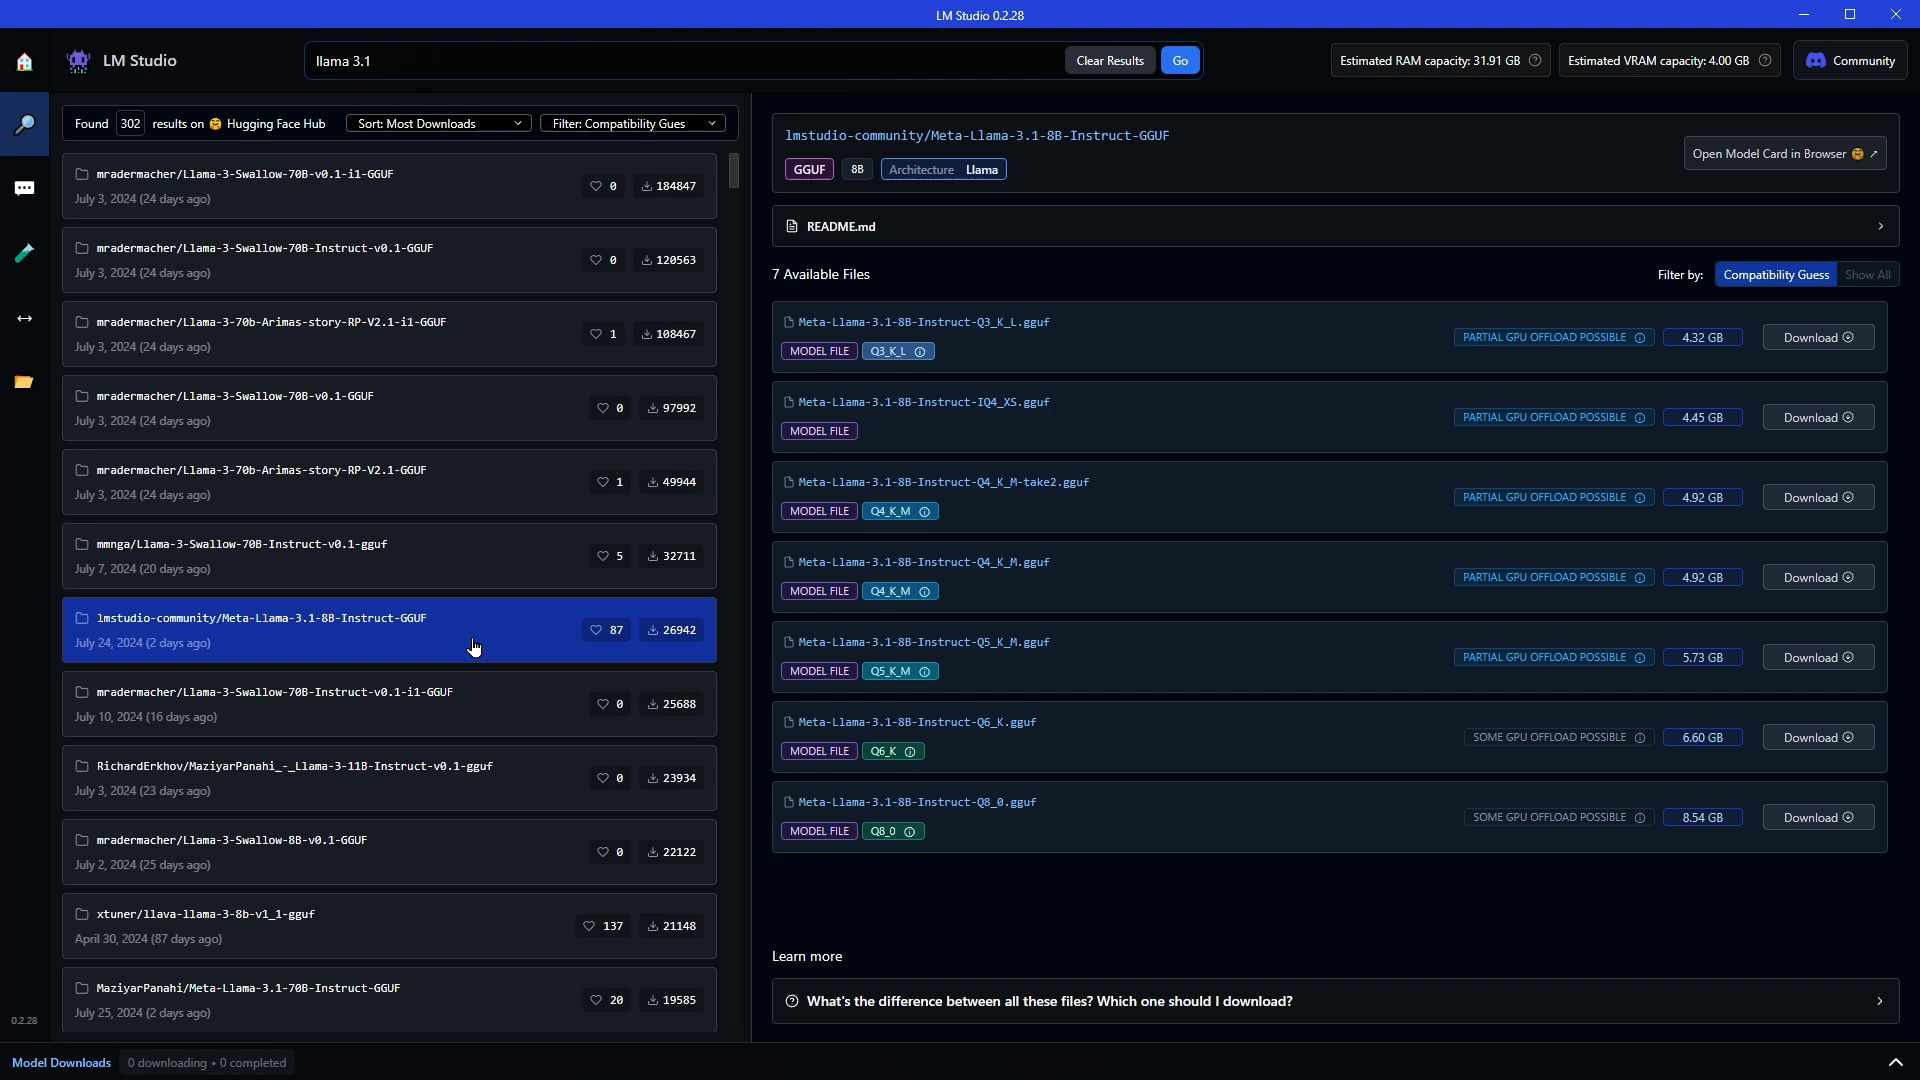 LM Studio 0.2.28
LM Studio
llama 3.1
Clear Results
Go
Estimated RAM capacity: 31.91 GB
Estimated VRAM capacity: 4.00 GB
Community
Found 302 results on 🤗 Hugging Face Hub
Sort: Most Downloads
Filter: Compatibility Gues
mradermacher/Llama-3-Swallow-70B-v0.1-i1-GGUF
July 3, 2024 (24 days ago)
0
184847
mradermacher/Llama-3-Swallow-70B-Instruct-v0.1-GGUF
July 3, 2024 (24 days ago)
0
120563
mradermacher/Llama-3-70b-Arimas-story-RP-V2.1-i1-GGUF
July 3, 2024 (24 days ago)
1
108467
mradermacher/Llama-3-Swallow-70B-v0.1-GGUF
July 3, 2024 (24 days ago)
0
97992
mradermacher/Llama-3-70b-Arimas-story-RP-V2.1-GGUF
July 3, 2024 (24 days ago)
1
49944
mmnga/Llama-3-Swallow-70B-Instruct-v0.1-gguf
July 7, 2024 (20 days ago)
5
32711
lmstudio-community/Meta-Llama-3.1-8B-Instruct-GGUF
July 24, 2024 (2 days ago)
87
26942
mradermacher/Llama-3-Swallow-70B-Instruct-v0.1-i1-GGUF
July 10, 2024 (16 days ago)
0
25688
RichardErkhov/MaziyarPanahi_-_Llama-3-11B-Instruct-v0.1-gguf
July 3, 2024 (23 days ago)
0
23934
mradermacher/Llama-3-Swallow-8B-v0.1-GGUF
July 2, 2024 (25 days ago)
0
22122
xtuner/llava-llama-3-8b-v1_1-gguf
April 30, 2024 (87 days ago)
137
21148
MaziyarPanahi/Meta-Llama-3.1-70B-Instruct-GGUF
July 25, 2024 (2 days ago)
20
19585
lmstudio-community/Meta-Llama-3.1-8B-Instruct-GGUF
GGUF
8B
Architecture Llama
Open Model Card in Browser 🤗 ↗
README.md
7 Available Files
Filter by:
Compatibility Guess
Show All
Meta-Llama-3.1-8B-Instruct-Q3_K_L.gguf
MODEL FILE
Q3_K_L
PARTIAL GPU OFFLOAD POSSIBLE
4.32 GB
Download
Meta-Llama-3.1-8B-Instruct-IQ4_XS.gguf
MODEL FILE
PARTIAL GPU OFFLOAD POSSIBLE
4.45 GB
Download
Meta-Llama-3.1-8B-Instruct-Q4_K_M-take2.gguf
MODEL FILE
Q4_K_M
PARTIAL GPU OFFLOAD POSSIBLE
4.92 GB
Download
Meta-Llama-3.1-8B-Instruct-Q4_K_M.gguf
MODEL FILE
Q4_K_M
PARTIAL GPU OFFLOAD POSSIBLE
4.92 GB
Download
Meta-Llama-3.1-8B-Instruct-Q5_K_M.gguf
MODEL FILE
Q5_K_M
PARTIAL GPU OFFLOAD POSSIBLE
5.73 GB
Download
Meta-Llama-3.1-8B-Instruct-Q6_K.gguf
MODEL FILE
Q6_K
SOME GPU OFFLOAD POSSIBLE
6.60 GB
Download
Meta-Llama-3.1-8B-Instruct-Q8_0.gguf
MODEL FILE
Q8_0
SOME GPU OFFLOAD POSSIBLE
8.54 GB
Download
Learn more
What's the difference between all these files? Which one should I download?
0.2.28
Model Downloads
0 downloading • 0 completed